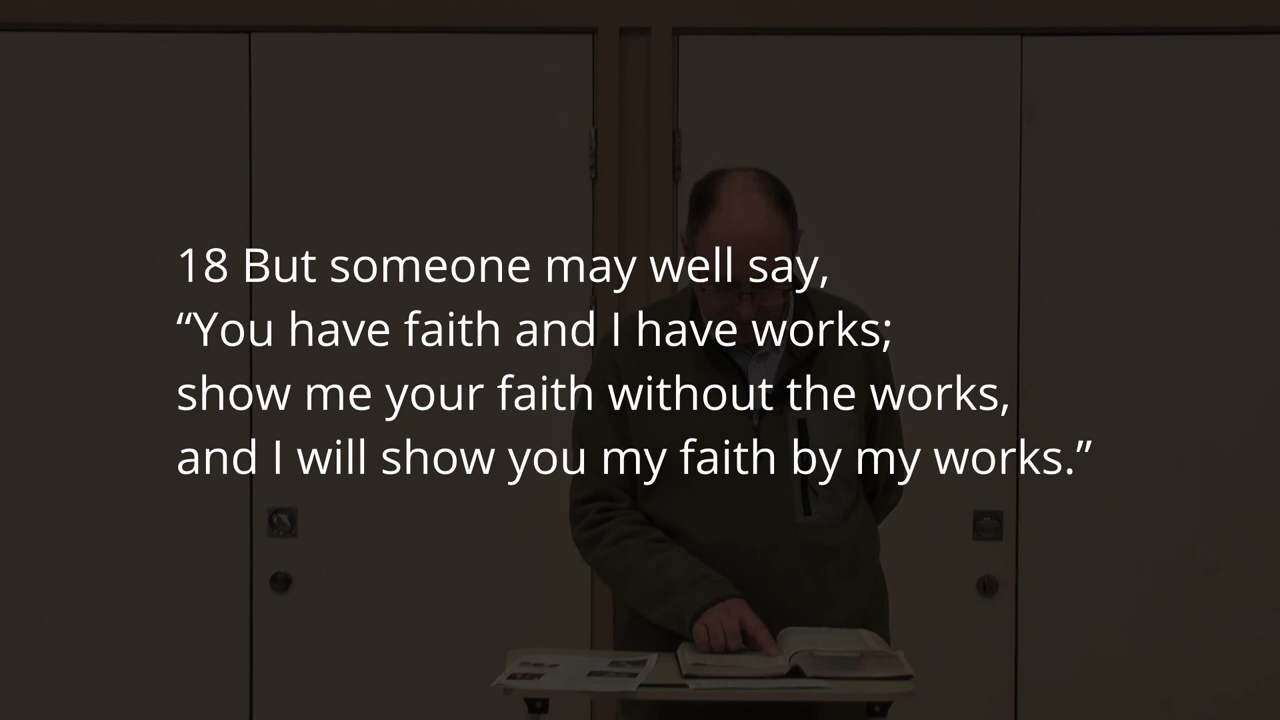 18 But someone may well say,
“You have faith and I have works;
show me your faith without the works,
and I will show you my faith by my works.”